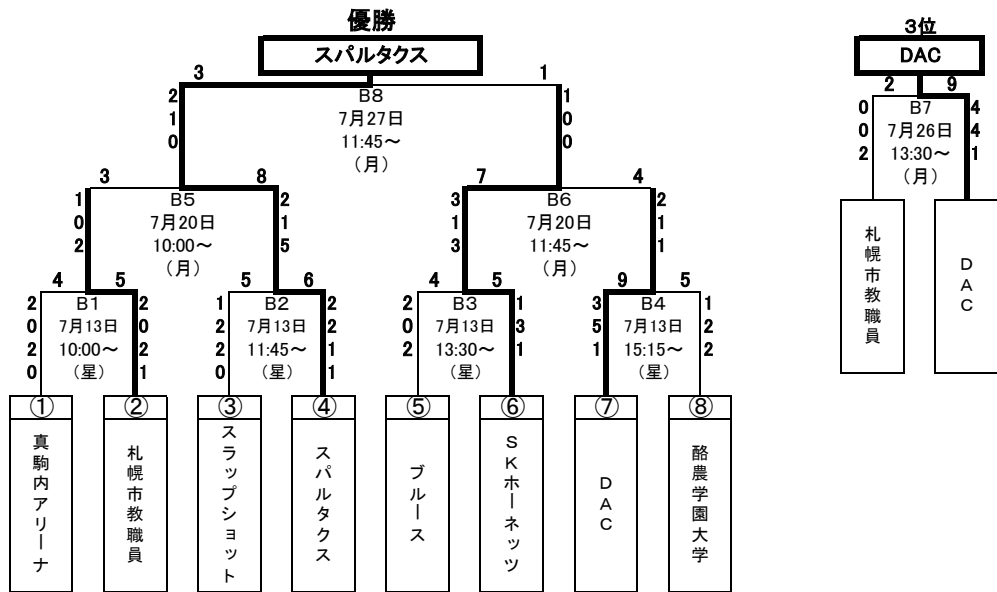 優勝
スパルタクス
3 1
2 1 0
B8
7月27日
11:45～
（月）
1 0 0
3 8
1 0 2
B5
7月20日
10:00～
（月）
2 1 5
7 4
3 1 3
B6
7月20日
11:45～
（月）
2 1 1
4 5
2 0 2 0
B1
7月13日
10:00～
（星）
2 0 2 1
5 6
1 2 2 0
B2
7月13日
11:45～
（星）
2 2 1 1
4 5
2 0 2
B3
7月13日
13:30～
（星）
1 3 1
9 5
3 5 1
B4
7月13日
15:15～
（星）
1 2 2
① ② ③ ④ ⑤ ⑥ ⑦ ⑧
真駒内アリーナ
札幌市教職員
スラップショット
スパルタクス
ブルース
SKホーネッツ
DAC
酪農学園大学
3位
DAC
2 9
0 0 2
B7
7月26日
13:30～
（月）
4 4 1
札幌市教職員
DAC